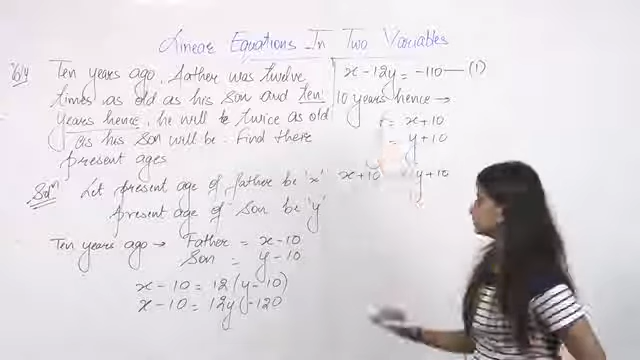 Linear Equations In Two Variables
Ten years ago, father was twelve
times as old as his son and ten
years hence, he will be twice as old
as his son will be. Find there
present ages
Solⁿ. Let present age of father be 'x'
present age of son be 'y'
Ten years ago → Father = x-10
Son = y-10
x-10 = 12(y-10)
x-10 = 12y-120
x-12y = -110 — (1)
10 years hence →
= x+10
= y+10
x+10 y+10